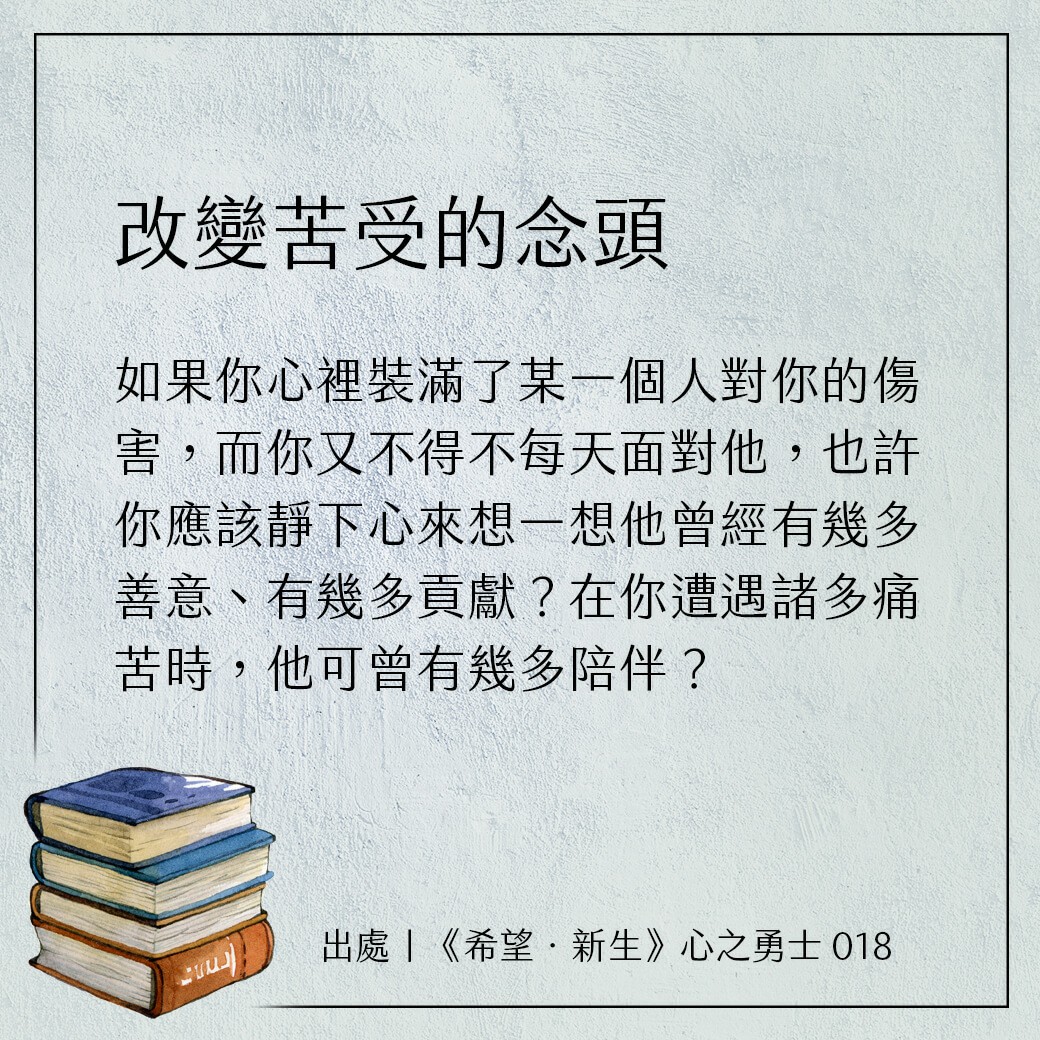 改變苦受的念頭
如果你心裡裝滿了某一個人對你的傷
害，而你又不得不每天面對他，也許
你應該靜下心來想一想他曾經有幾多
善意、有幾多貢獻？在你遭遇諸多痛
苦時，他可曾有幾多陪伴？
出處｜《希望．新生》心之勇士 018